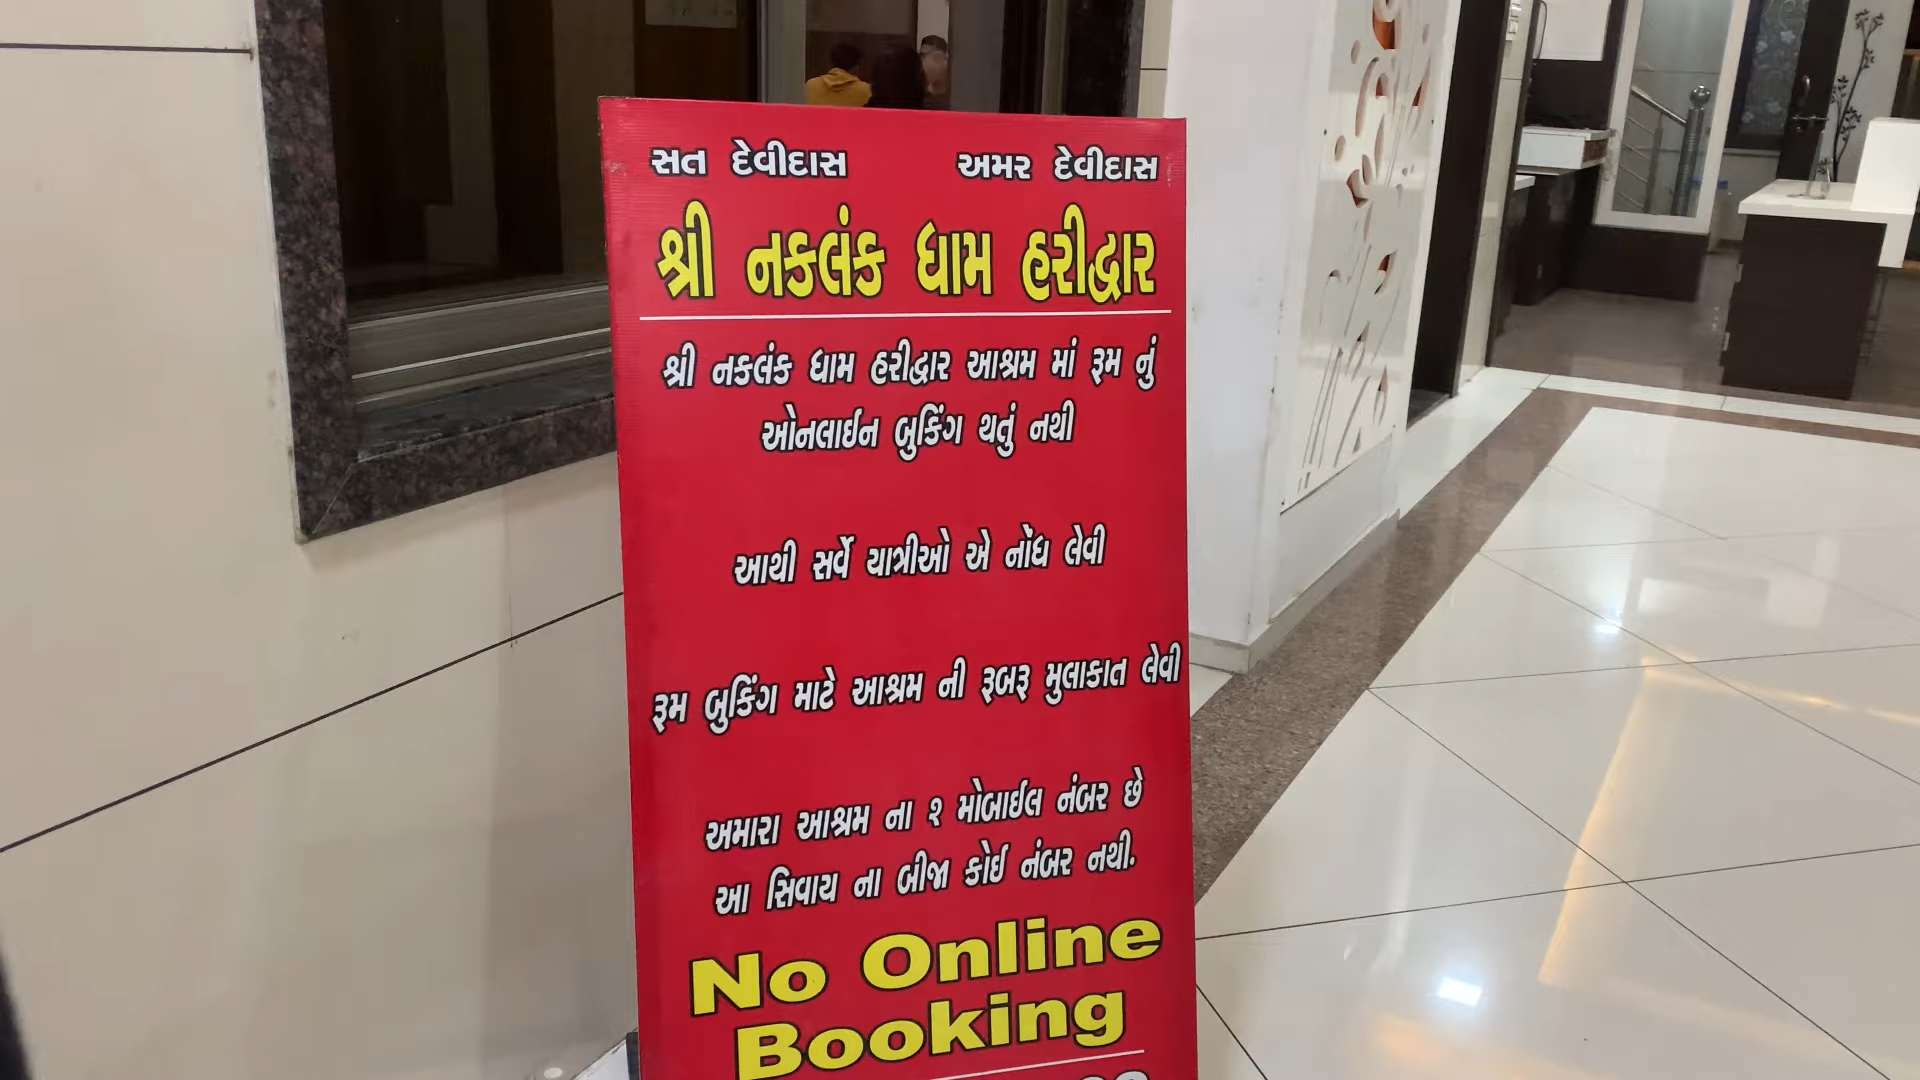 સત દેવીદાસ અમર દેવીદાસ
શ્રી નકલંક ધામ હરીદ્વાર
શ્રી નકલંક ધામ હરીદ્વાર આશ્રમ માં રૂમ નું
ઓનલાઈન બુકિંગ થતું નથી
આથી સર્વે યાત્રીઓ એ નોંધ લેવી
રૂમ બુકિંગ માટે આશ્રમ ની રૂબરૂ મુલાકાત લેવી
અમારા આશ્રમ ના ૨ મોબાઈલ નંબર છે
આ સિવાય ના બીજા કોઈ નંબર નથી.
No Online
Booking